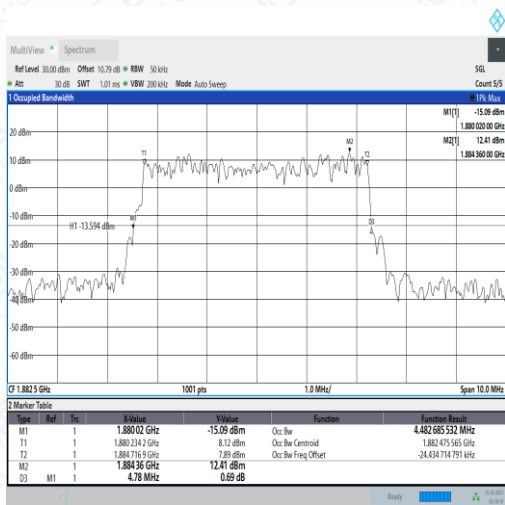 MultiView Spectrum
Ref Level 30.00 dBm Offset 10.79 dB RBW 50 kHz SGL
Att 30 dB SWT 1.01 ms VBW 200 kHz Mode Auto Sweep Count 5/5
1 Occupied Bandwidth 1Pk Max
M1[1] -15.09 dBm
1.880 020 00 GHz
M2[1] 12.41 dBm
1.884 360 00 GHz
20 dBm
M2
T1 T2
10 dBm
0 dBm
-10 dBm
M1 D3
H1 -13.594 dBm
-20 dBm
-30 dBm
-40 dBm
-50 dBm
-60 dBm
CF 1.882 5 GHz 1001 pts 1.0 MHz/ Span 10.0 MHz
2 Marker Table
Type Ref Trc X-Value Y-Value Function Function Result
M1 1 1.880 02 GHz -15.09 dBm Occ Bw 4.482 685 532 MHz
T1 1 1.880 234 2 GHz 8.12 dBm Occ Bw Centroid 1.882 475 565 GHz
T2 1 1.884 716 9 GHz 7.89 dBm Occ Bw Freq Offset -24.434 714 791 kHz
M2 1 1.884 36 GHz 12.41 dBm
D3 M1 1 4.78 MHz 0.69 dB
Ready